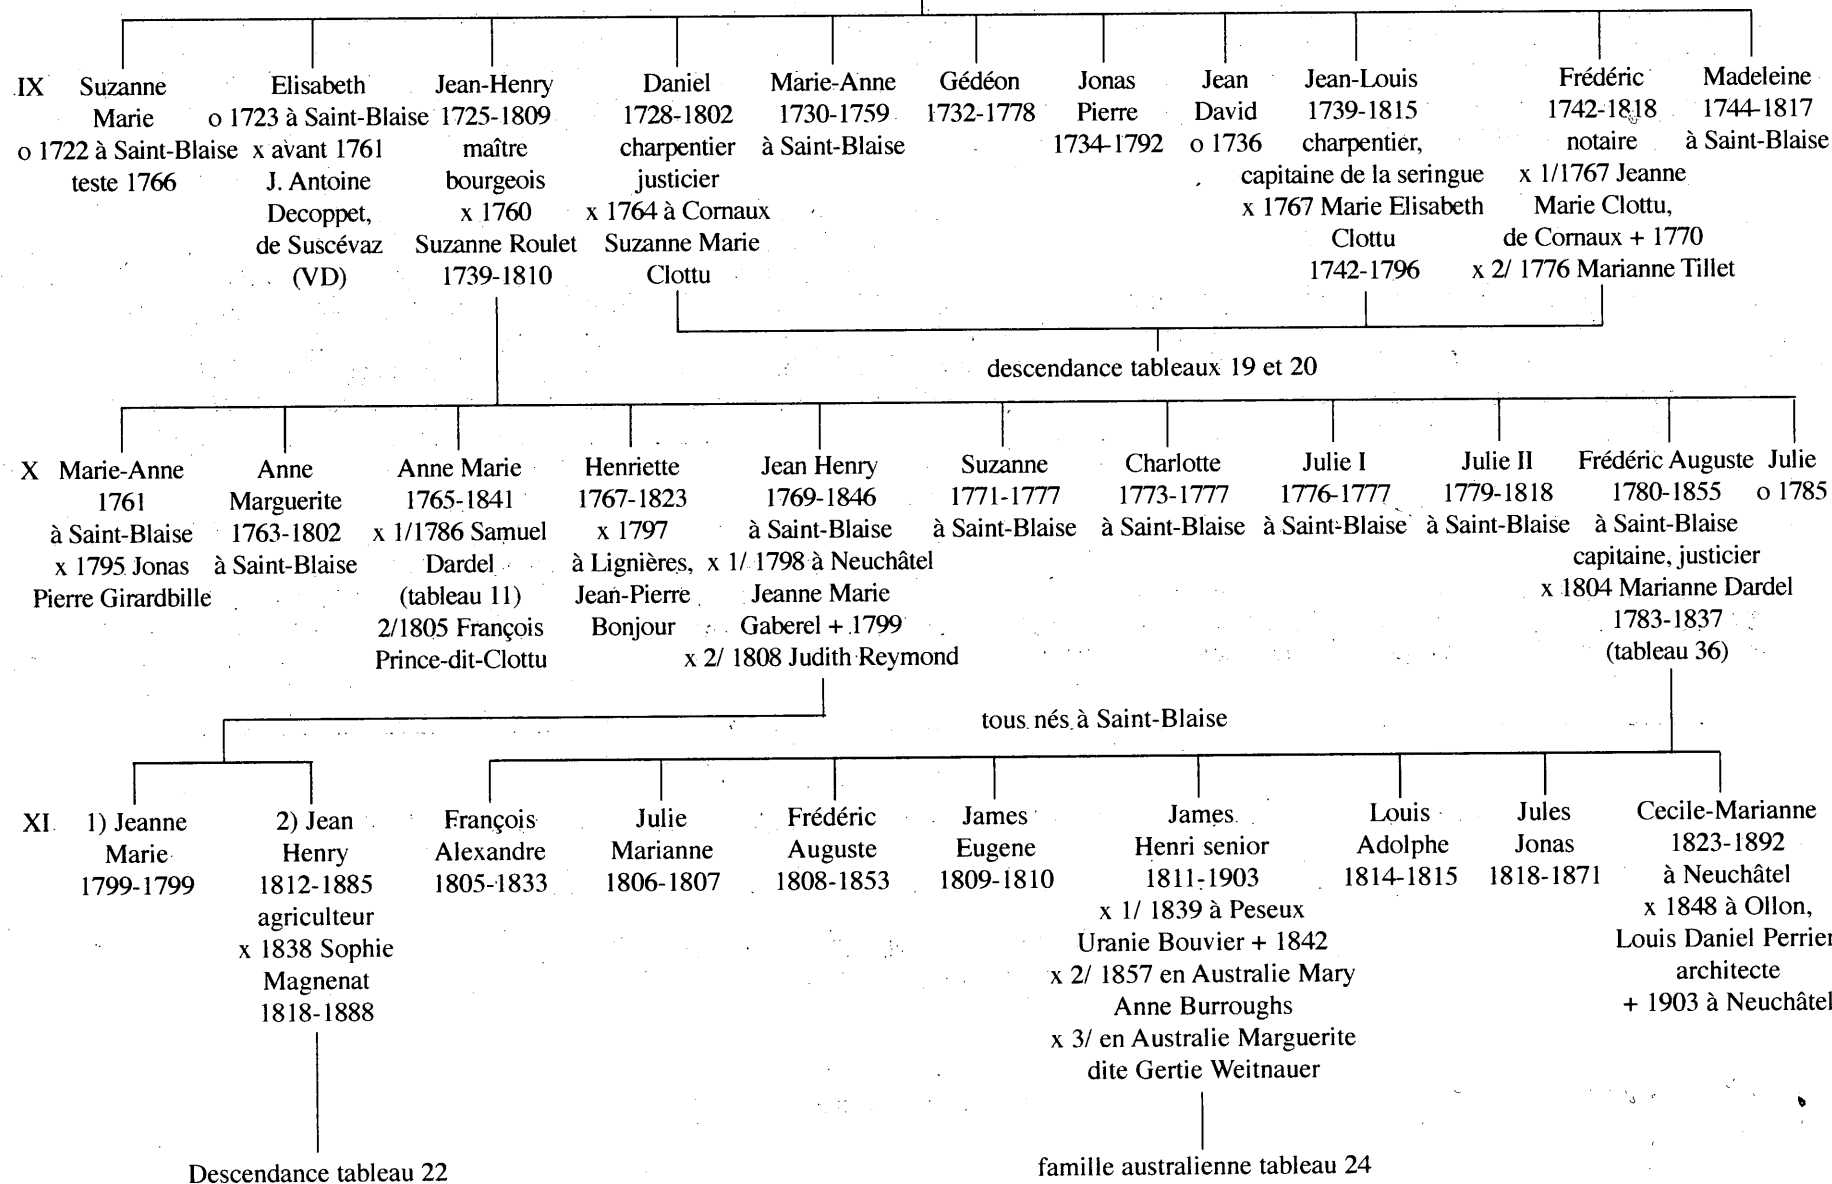 IX
Suzanne
Marie
o 1722 à Saint-Blaise
teste 1766
Elisabeth
o 1723 à Saint-Blaise
x avant 1761
J. Antoine
Decoppet,
de Suscévaz
(VD)
Jean-Henry
1725-1809
maître
bourgeois
x 1760
Suzanne Roulet
1739-1810
Daniel
1728-1802
charpentier
justicier
x 1764 à Cornaux
Suzanne Marie
Clottu
Marie-Anne
1730-1759
à Saint-Blaise
Gédéon
1732-1778
Jonas
Pierre
1734-1792
Jean
David
o 1736
Jean-Louis
1739-1815
charpentier,
capitaine de la seringue
x 1767 Marie Elisabeth
Clottu
1742-1796
Frédéric
1742-1818
notaire
x 1/1767 Jeanne
Marie Clottu,
de Cornaux + 1770
x 2/ 1776 Marianne Tillet
Madeleine
1744-1817
à Saint-Blaise
descendance tableaux 19 et 20
X
Marie-Anne
1761
à Saint-Blaise
x 1795 Jonas
Pierre Girardbille
Anne
Marguerite
1763-1802
à Saint-Blaise
Anne Marie
1765-1841
x 1/1786 Samuel
Dardel
(tableau 11)
2/1805 François
Prince-dit-Clottu
Henriette
1767-1823
x 1797
à Lignières,
Jean-Pierre
Bonjour
Jean Henry
1769-1846
à Saint-Blaise
x 1/ 1798 à Neuchâtel
Jeanne Marie
Gaberel + 1799
x 2/ 1808 Judith Reymond
Suzanne
1771-1777
à Saint-Blaise
Charlotte
1773-1777
à Saint-Blaise
Julie I
1776-1777
à Saint-Blaise
Julie II
1779-1818
à Saint-Blaise
Frédéric Auguste
1780-1855
à Saint-Blaise
capitaine, justicier
x 1804 Marianne Dardel
1783-1837
(tableau 36)
Julie
o 1785
tous nés à Saint-Blaise
XI
1) Jeanne
Marie
1799-1799
2) Jean
Henry
1812-1885
agriculteur
x 1838 Sophie
Magnenat
1818-1888
François
Alexandre
1805-1833
Julie
Marianne
1806-1807
Frédéric
Auguste
1808-1853
James
Eugene
1809-1810
James
Henri senior
1811-1903
x 1/ 1839 à Peseux
Uranie Bouvier + 1842
x 2/ 1857 en Australie Mary
Anne Burroughs
x 3/ en Australie Marguerite
dite Gertie Weitnauer
Louis
Adolphe
1814-1815
Jules
Jonas
1818-1871
Cecile-Marianne
1823-1892
à Neuchâtel
x 1848 à Ollon,
Louis Daniel Perrier
architecte
+ 1903 à Neuchâtel
Descendance tableau 22
famille australienne tableau 24